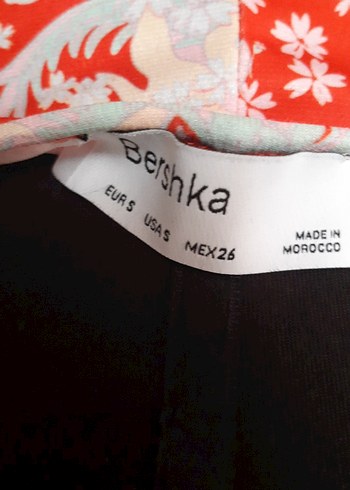 Bershka
EUR S USA S MEX 26
MADE IN
MOROCCO